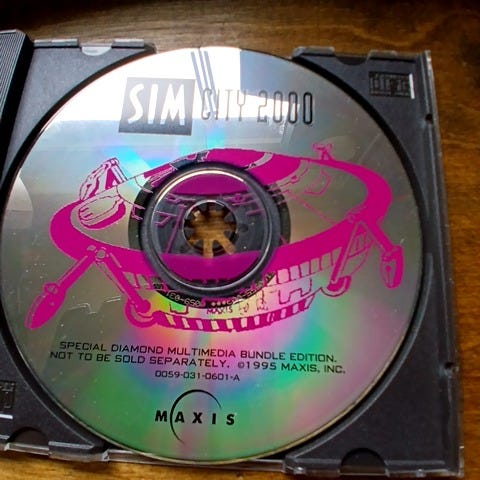 SIM CITY 2000
MAXIS
SPECIAL DIAMOND MULTIMEDIA BUNDLE EDITION.
NOT TO BE SOLD SEPARATELY. ©1995 MAXIS, INC.
0059-031-0601-A
MAXIS